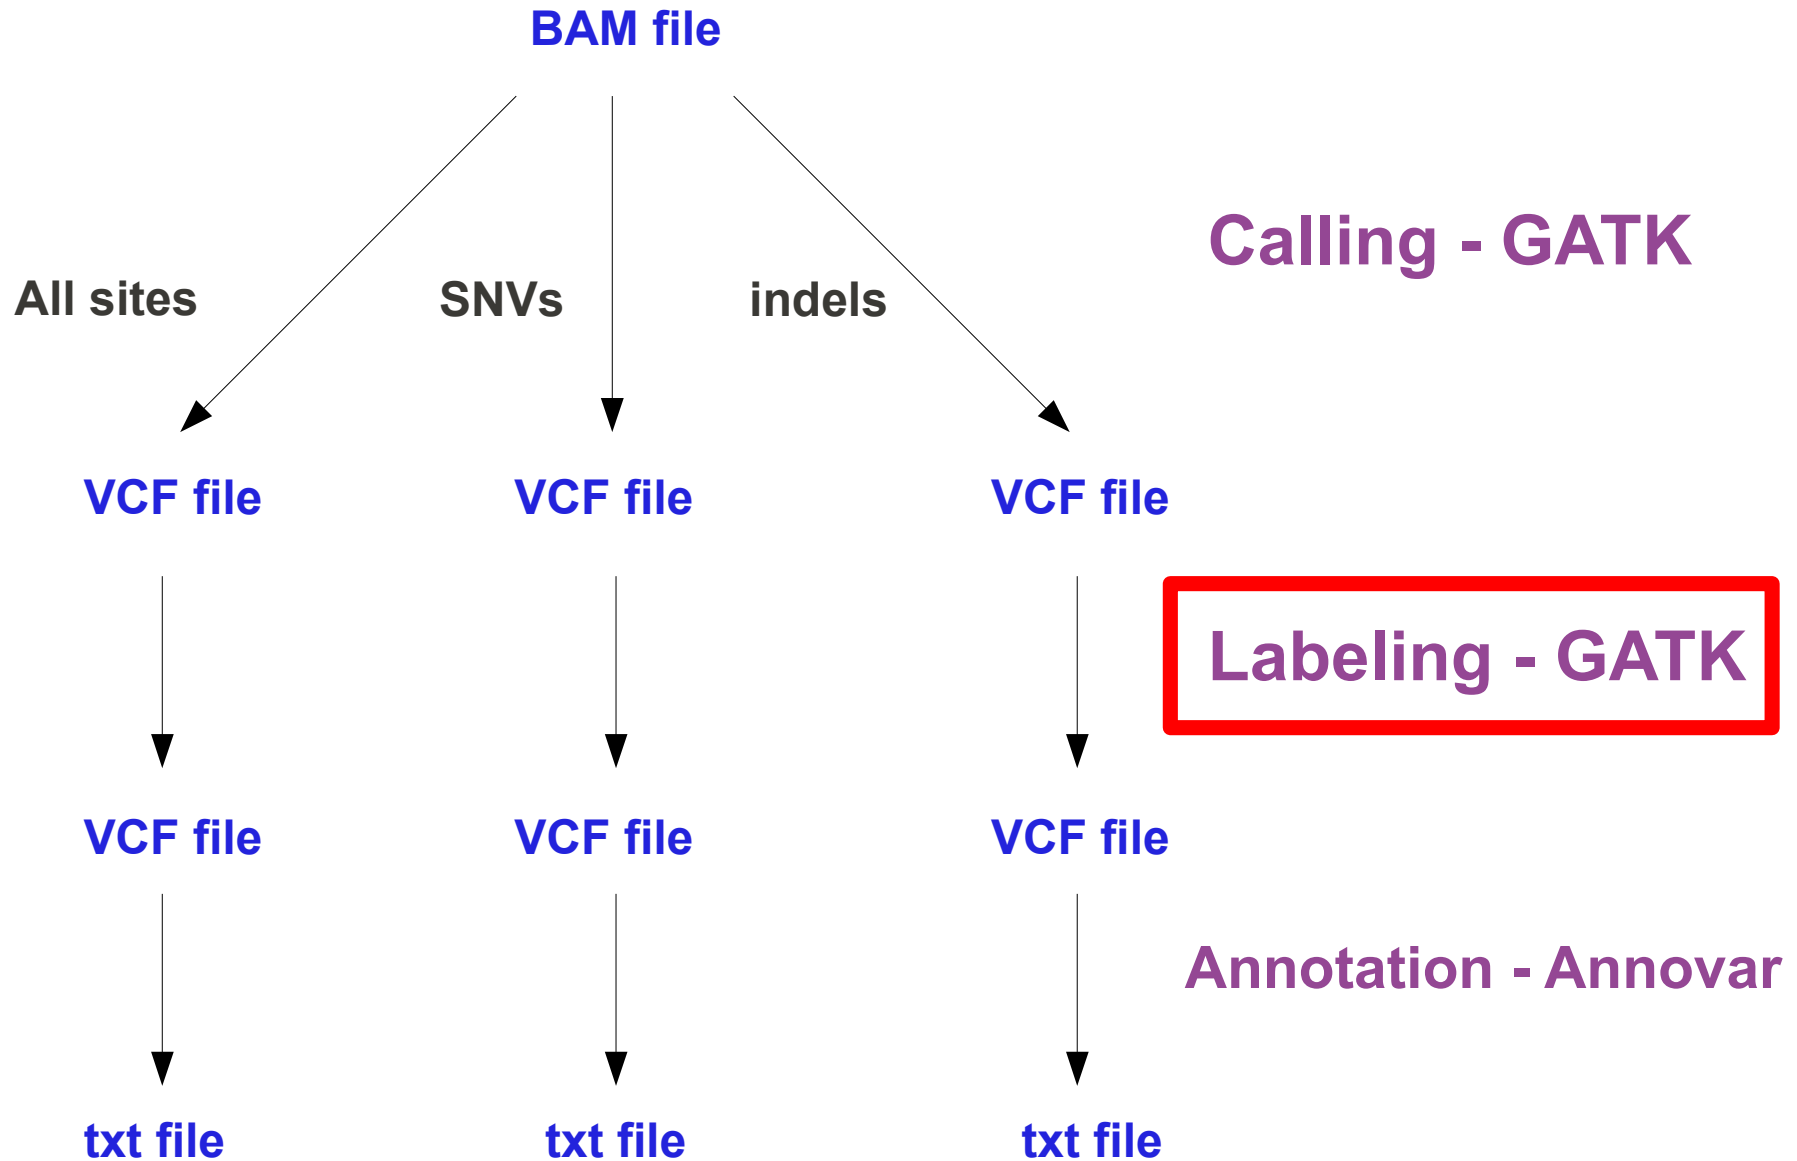 BAM file
Calling - GATK
All sites
SNVs
indels
VCF file
VCF file
VCF file
Labeling - GATK
VCF file
VCF file
VCF file
Annotation - Annovar
txt file
txt file
txt file